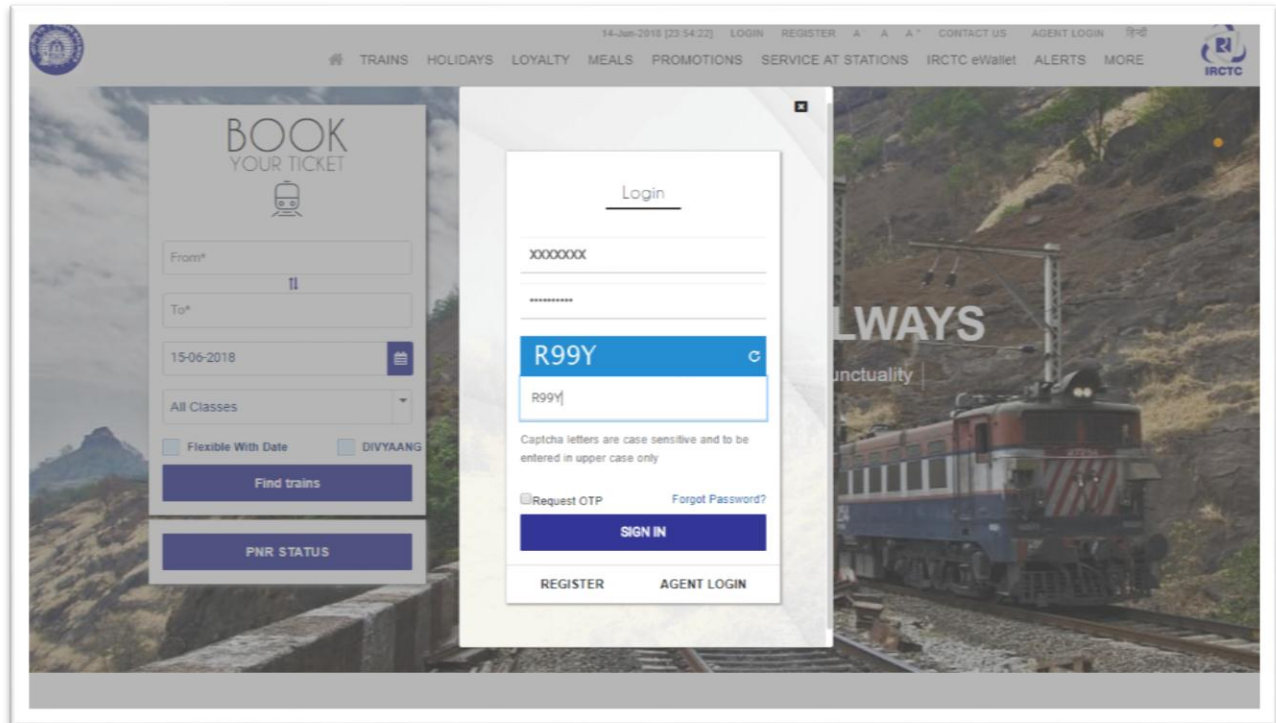 14-Jun-2018 [23:54:22] LOGIN REGISTER A⁻ A A⁺ CONTACT US AGENT LOGIN हिन्दी
TRAINS HOLIDAYS LOYALTY MEALS PROMOTIONS SERVICE AT STATIONS IRCTC eWallet ALERTS MORE
IRCTC
BOOK
YOUR TICKET
From*
To*
15-06-2018
All Classes
Flexible With Date DIVYAANG
Find trains
PNR STATUS
Login
XXXXXXX
••••••••••
R99Y
R99Y
Captcha letters are case sensitive and to be
entered in upper case only
Request OTP Forgot Password?
SIGN IN
REGISTER AGENT LOGIN
LWAYS
unctuality